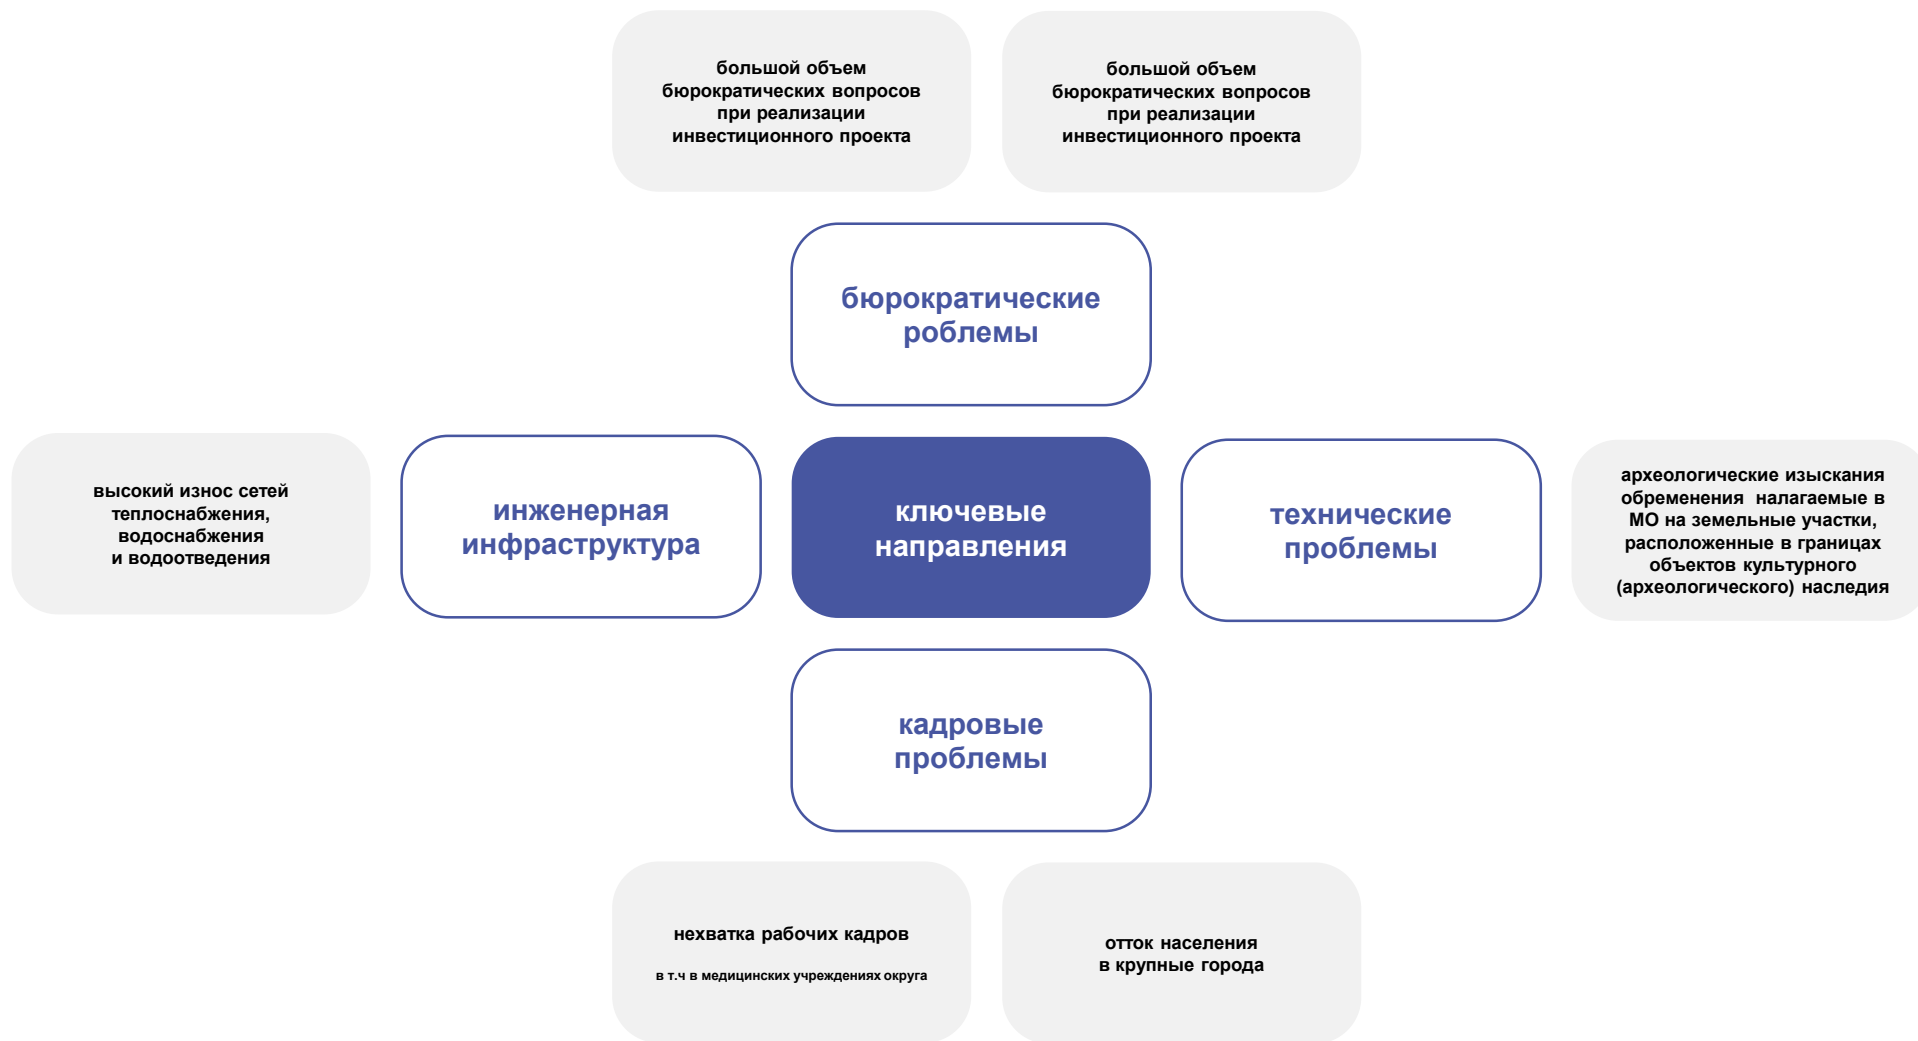 большой объем
бюрократических вопросов
при реализации
инвестиционного проекта
большой объем
бюрократических вопросов
при реализации
инвестиционного проекта
бюрократические
роблемы
высокий износ сетей
теплоснабжения,
водоснабжения
и водоотведения
инженерная
инфраструктура
ключевые
направления
технические
проблемы
археологические изыскания
обременения  налагаемые в
МО на земельные участки,
расположенные в границах
объектов культурного
(археологического) наследия
кадровые
проблемы
нехватка рабочих кадров
в т.ч в медицинских учреждениях округа
отток населения
в крупные города